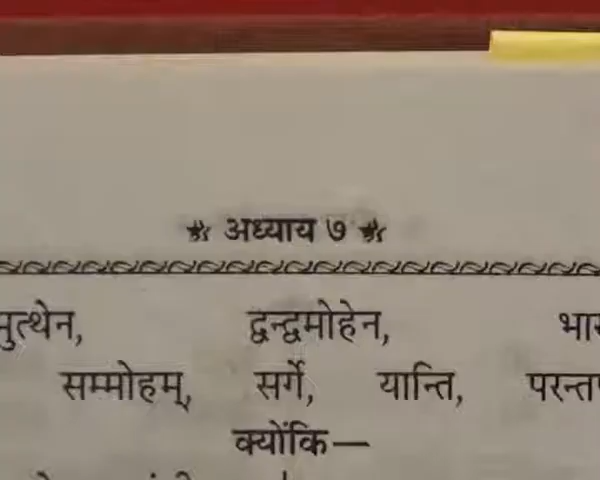 अध्याय ७
द्वन्द्वमोहेन,
सम्मोहम्, सर्गे, यान्ति,
क्योंकि—